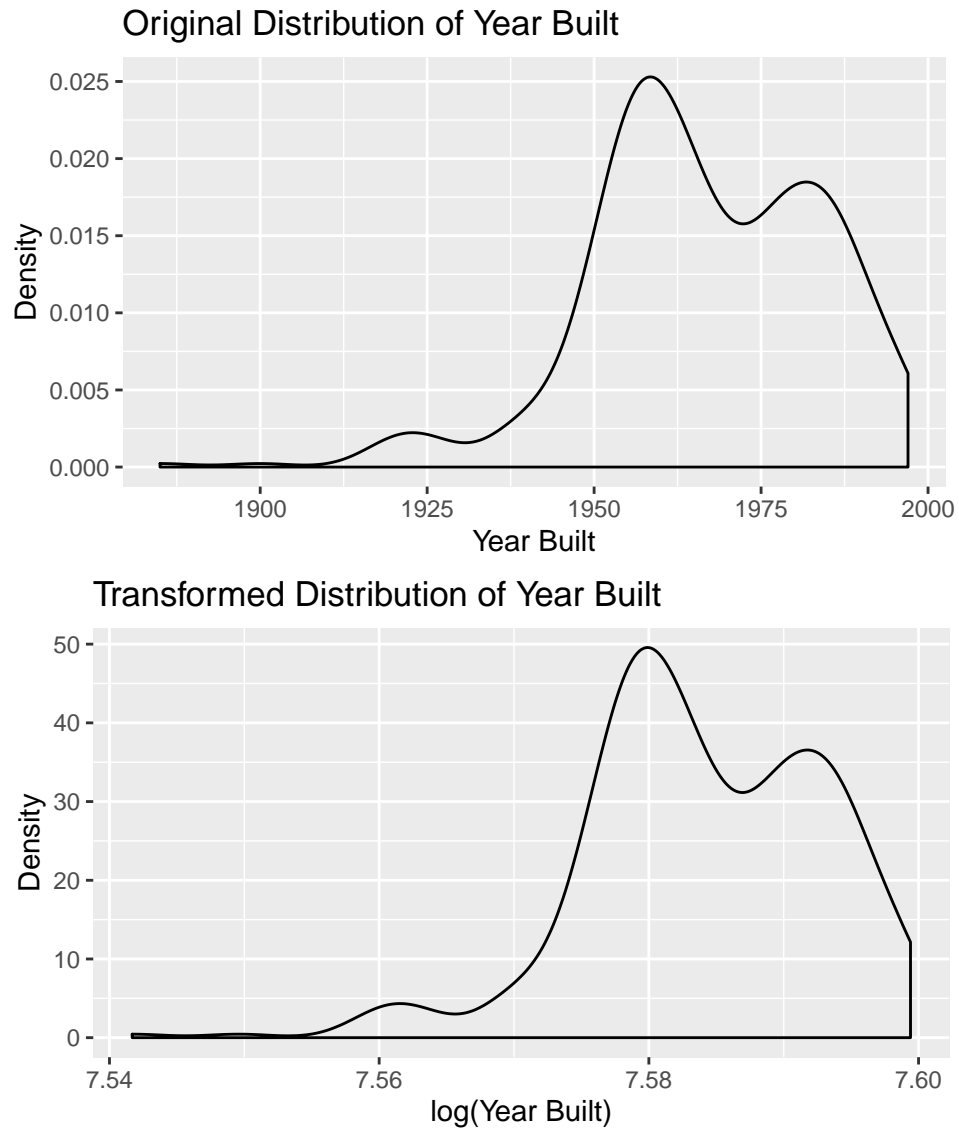 Original Distribution of Year Built
0.025
0.020
0.015
0.010
0.005
0.000
Density
1900 1925 1950 1975 2000
Year Built
Transformed Distribution of Year Built
50
40
30
20
10
0
Density
7.54 7.56 7.58 7.60
log(Year Built)